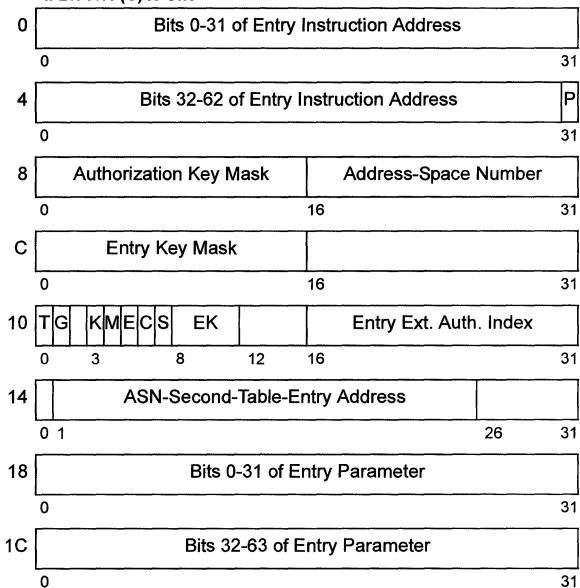 0 Bits 0-31 of Entry Instruction Address
0 31
4 Bits 32-62 of Entry Instruction Address P
0 31
8 Authorization Key Mask Address-Space Number
0 16 31
C Entry Key Mask
0 16 31
10 T G K M E C S EK Entry Ext. Auth. Index
0 3 8 12 16 31
14 ASN-Second-Table-Entry Address
0 1 26 31
18 Bits 0-31 of Entry Parameter
0 31
1C Bits 32-63 of Entry Parameter
0 31